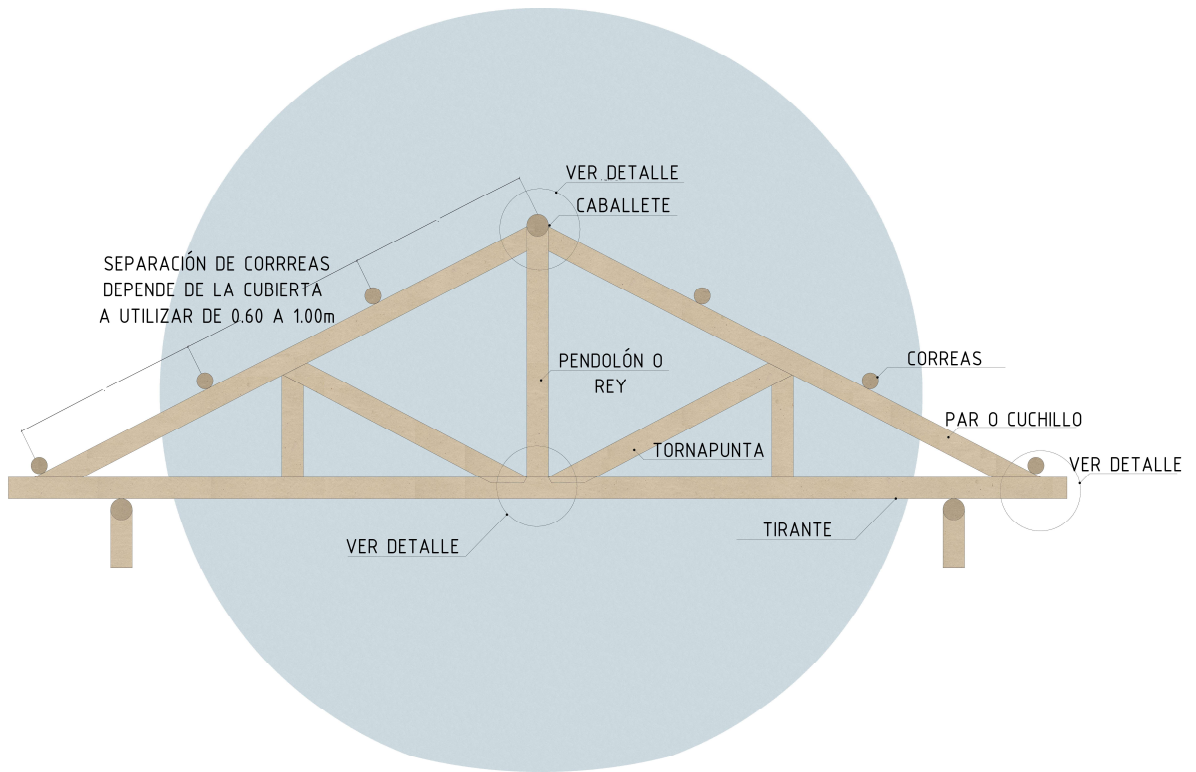 VER DETALLE
CABALLETE
SEPARACIÓN DE CORRREAS
DEPENDE DE LA CUBIERTA
A UTILIZAR DE 0.60 A 1.00m
PENDOLÓN O
REY
CORREAS
PAR O CUCHILLO
TORNAPUNTA
VER DETALLE
TIRANTE
VER DETALLE